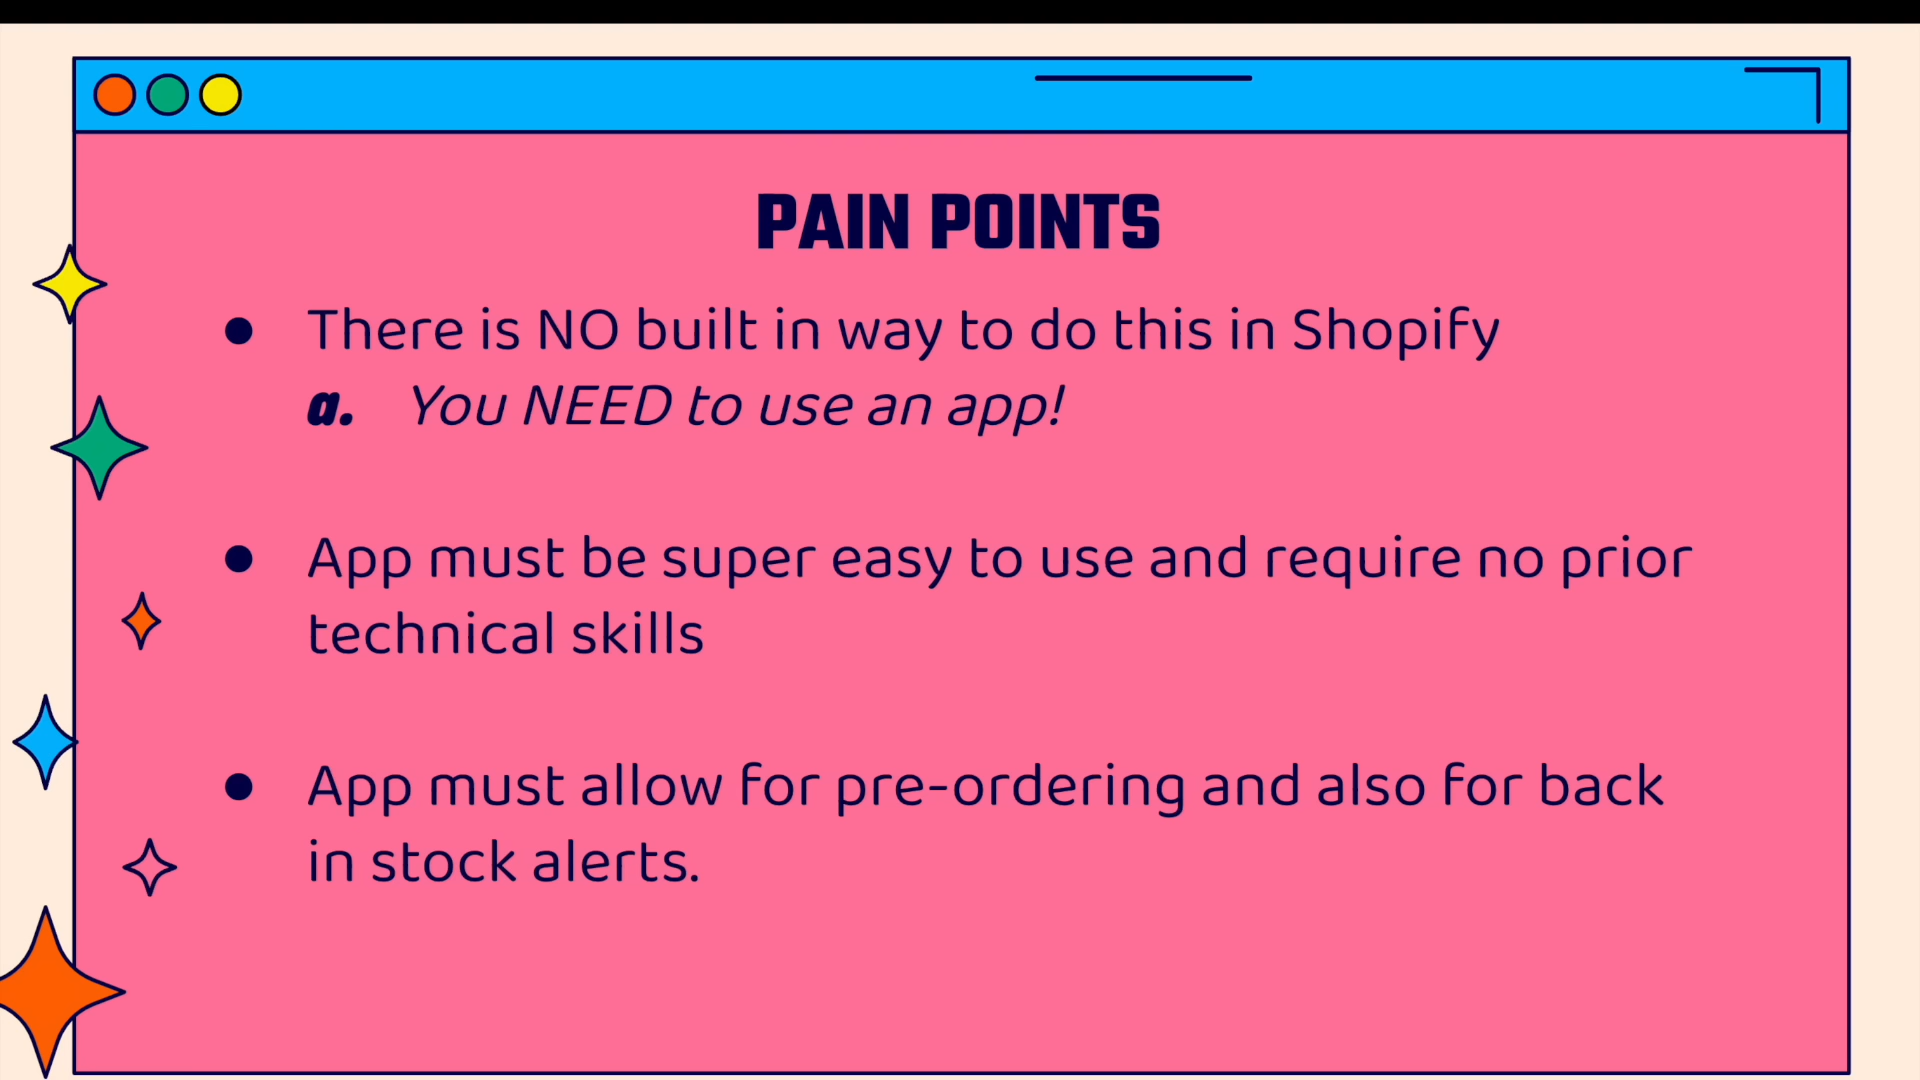 PAIN POINTS
● There is NO built in way to do this in Shopify
a. You NEED to use an app!
● App must be super easy to use and require no prior
technical skills
● App must allow for pre-ordering and also for back
in stock alerts.